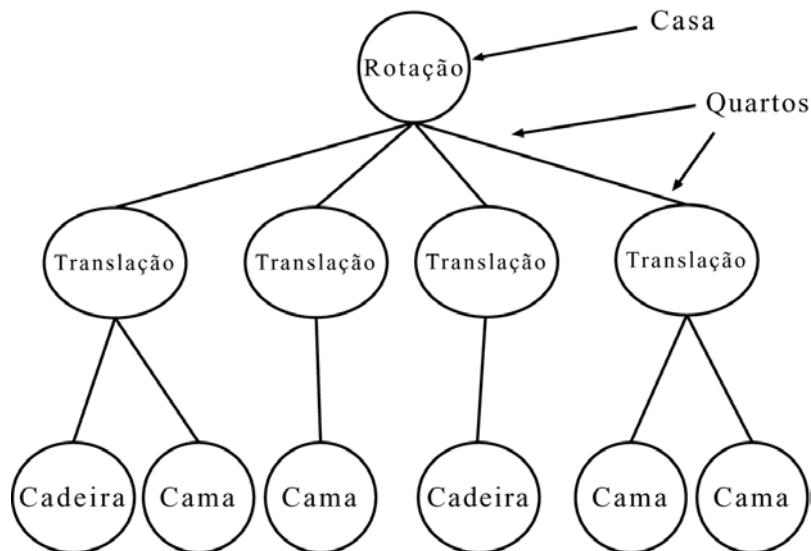 Casa
Rotação
Quartos
Translação
Translação
Translação
Translação
Cadeira
Cama
Cama
Cadeira
Cama
Cama